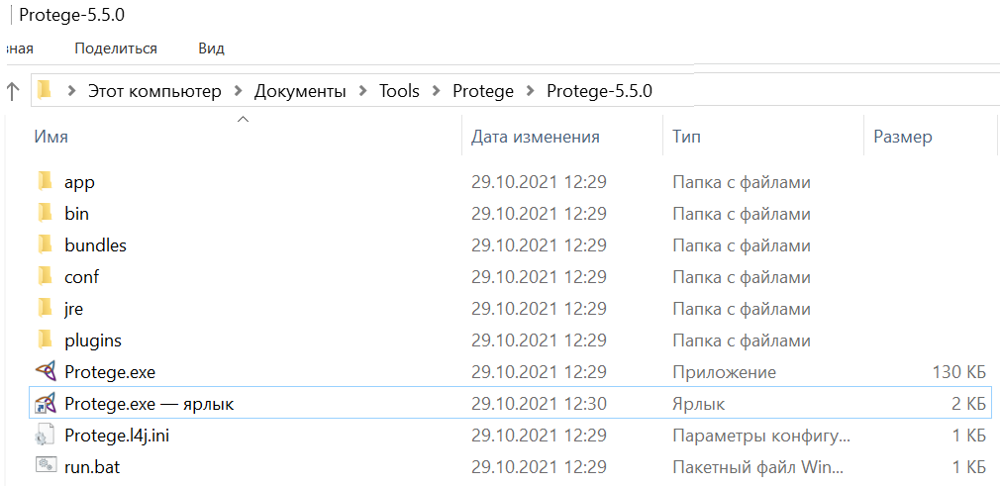 Protege-5.5.0
вная Поделиться Вид
Этот компьютер Документы Tools Protege Protege-5.5.0
Имя Дата изменения Тип Размер
app 29.10.2021 12:29 Папка с файлами
bin 29.10.2021 12:29 Папка с файлами
bundles 29.10.2021 12:29 Папка с файлами
conf 29.10.2021 12:29 Папка с файлами
jre 29.10.2021 12:29 Папка с файлами
plugins 29.10.2021 12:29 Папка с файлами
Protege.exe 29.10.2021 12:29 Приложение 130 КБ
Protege.exe — ярлык 29.10.2021 12:30 Ярлык 2 КБ
Protege.l4j.ini 29.10.2021 12:29 Параметры конфигу... 1 КБ
run.bat 29.10.2021 12:29 Пакетный файл Win... 1 КБ